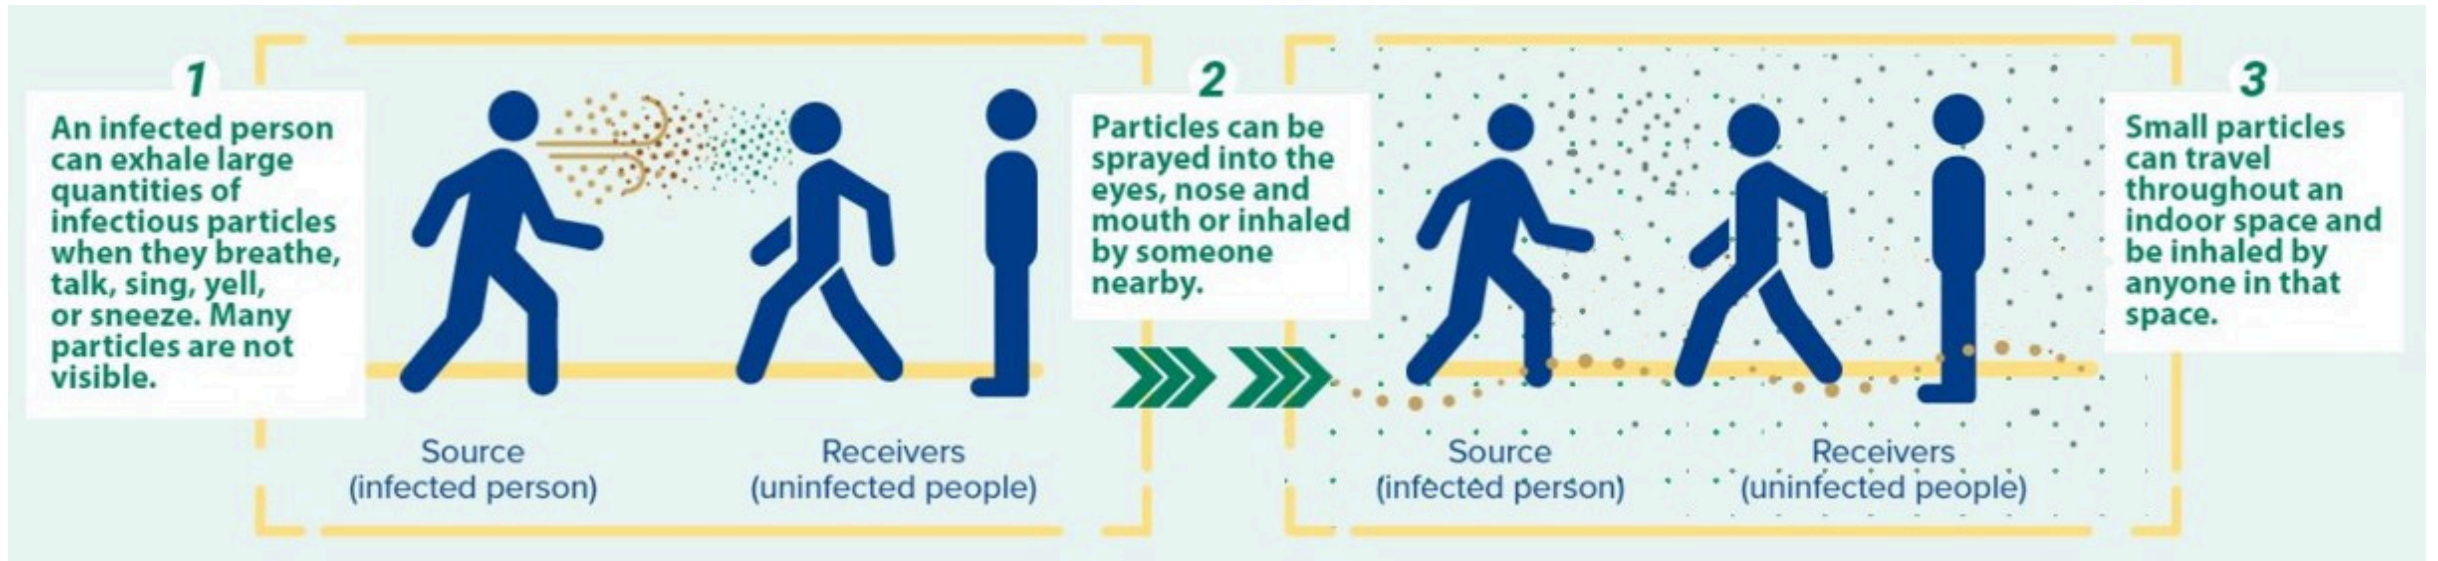 1
An infected person
can exhale large
quantities of
infectious particles
when they breathe,
talk, sing, yell,
or sneeze. Many
particles are not
visible.
Source
(infected person)
Receivers
(uninfected people)
2
Particles can be
sprayed into the
eyes, nose and
mouth or inhaled
by someone
nearby.
Source
(infected person)
Receivers
(uninfected people)
3
Small particles
can travel
throughout an
indoor space and
be inhaled by
anyone in that
space.